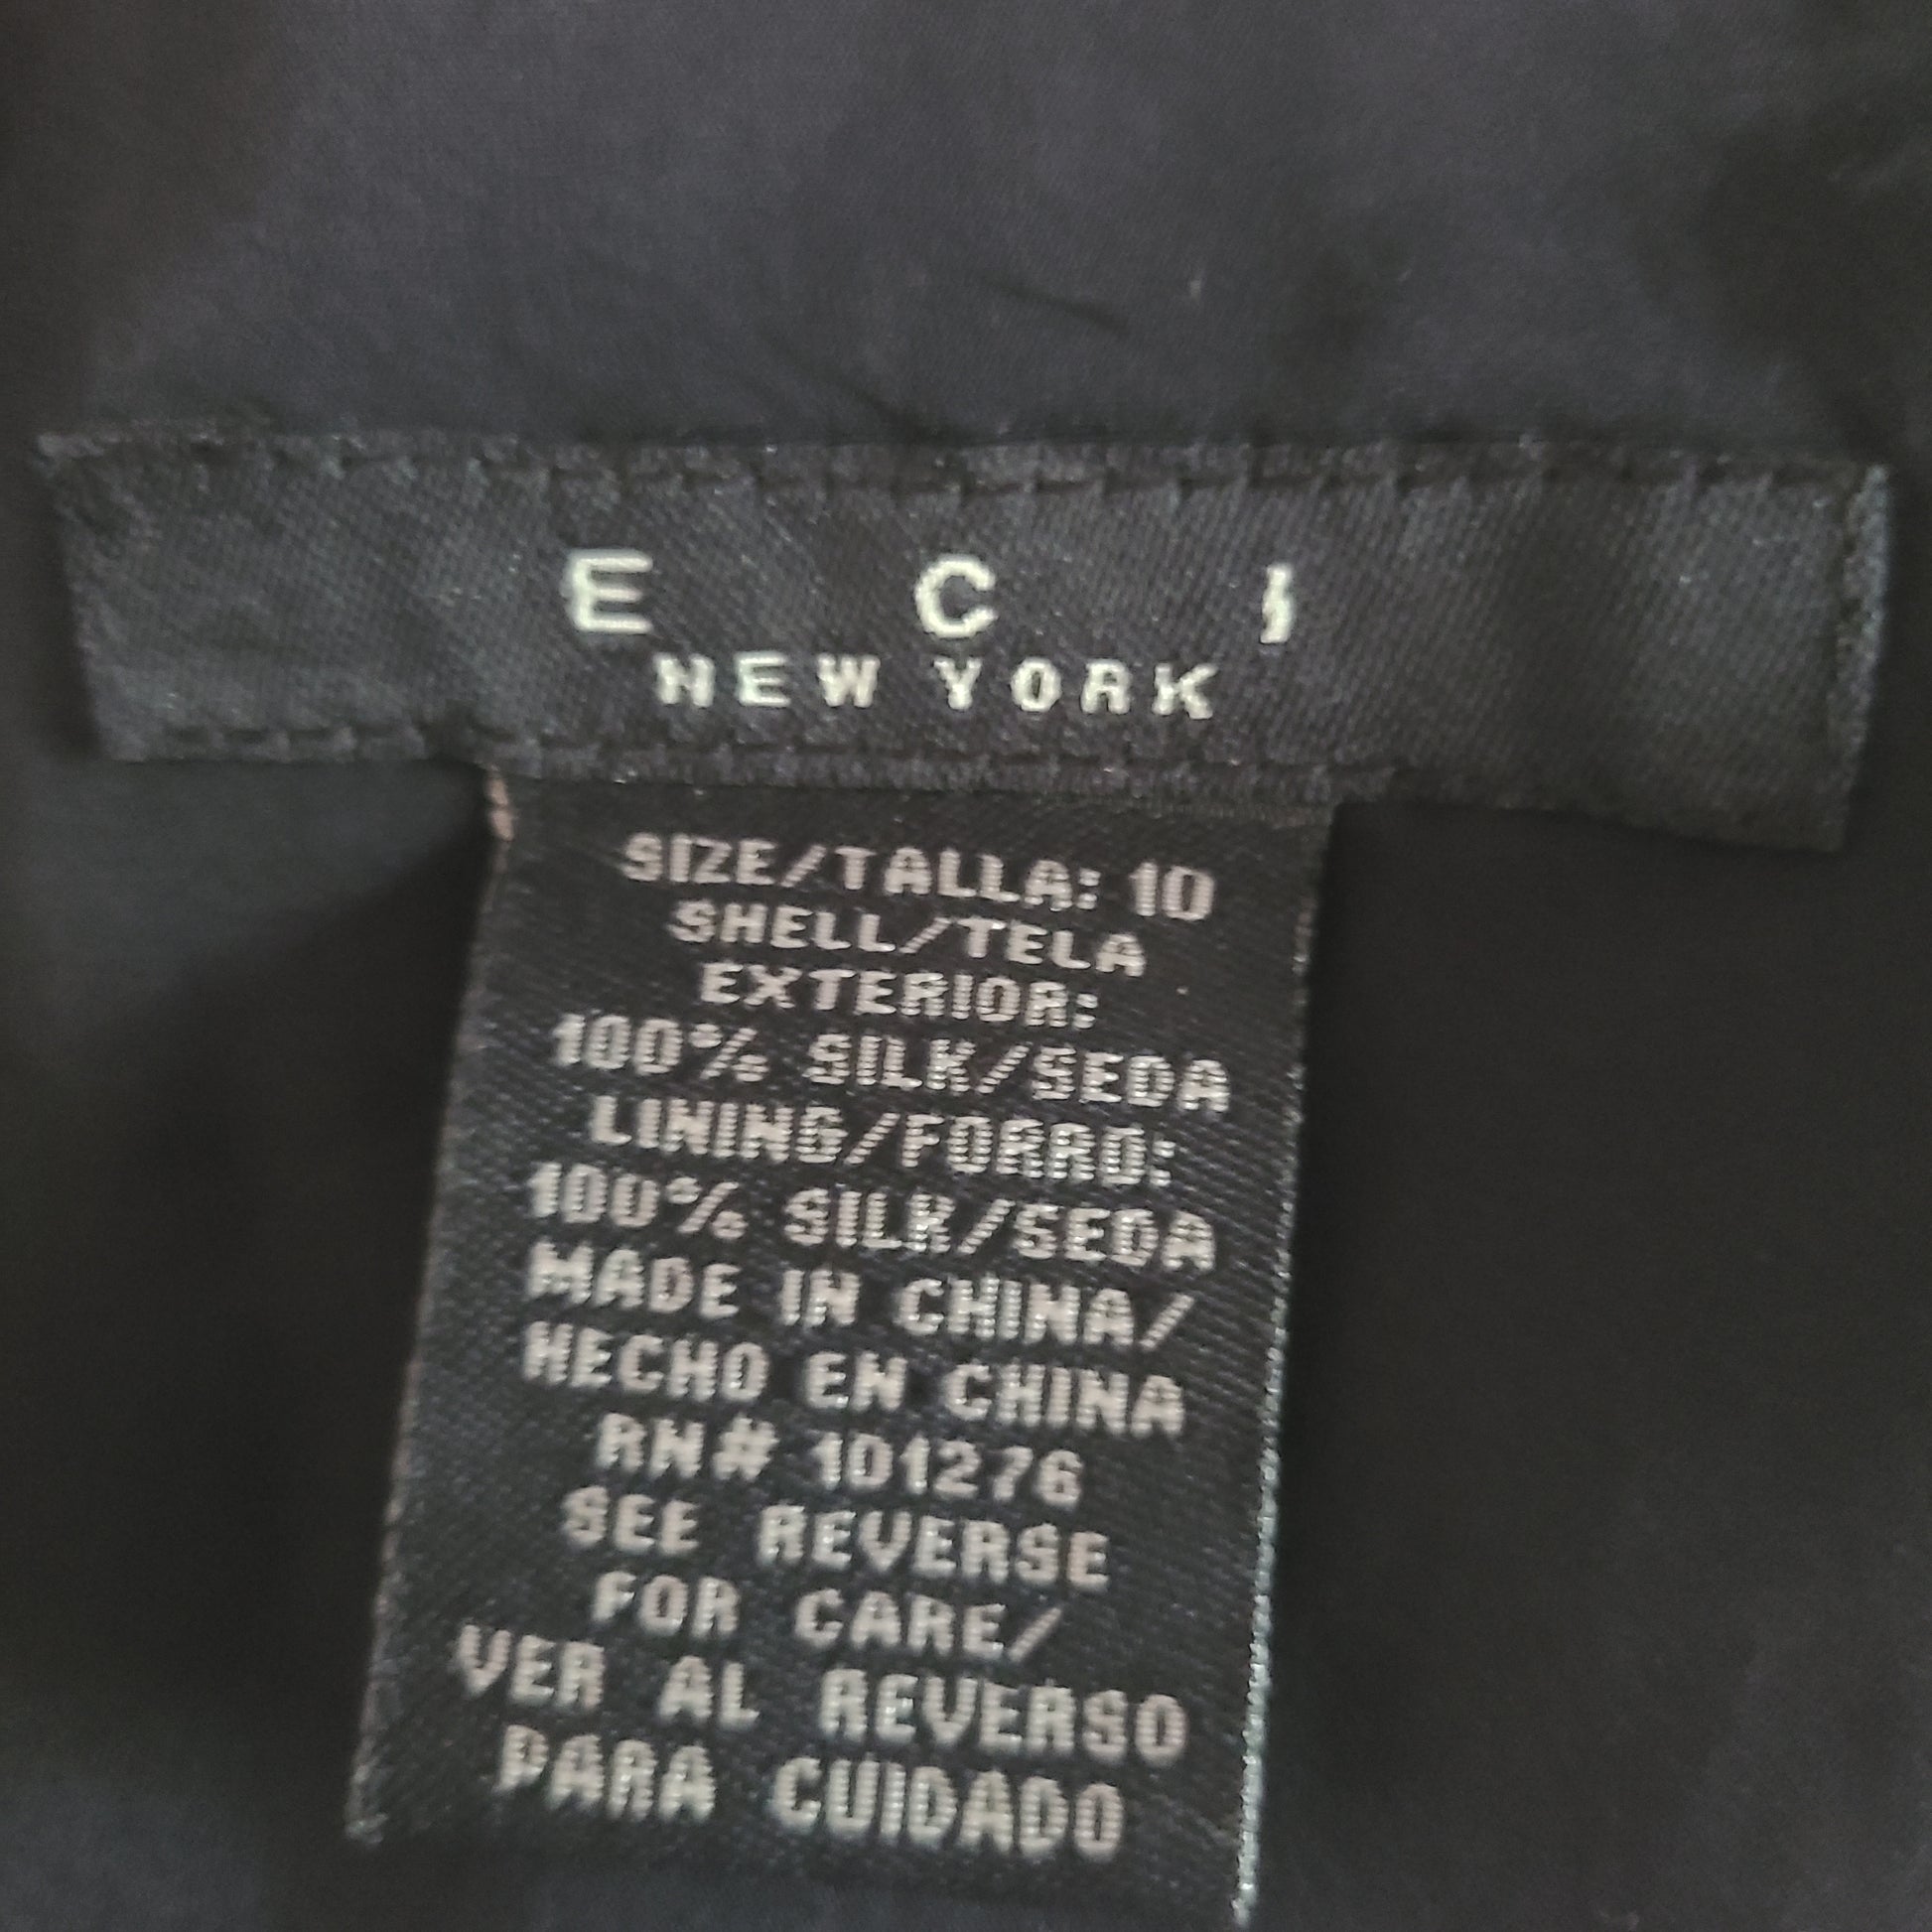 E C I
NEW YORK
SIZE/TALLA: 10
SHELL/TELA
EXTERIOR:
100% SILK/SEDA
LINING/FORRO:
100% SILK/SEDA
MADE IN CHINA/
HECHO EN CHINA
RN# 101276
SEE REVERSE
FOR CARE/
VER AL REVERSO
PARA CUIDADO